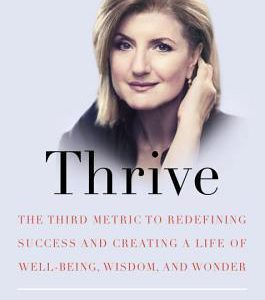 Thrive
THE THIRD METRIC TO REDEFINING
SUCCESS AND CREATING A LIFE OF
WELL-BEING, WISDOM, AND WONDER